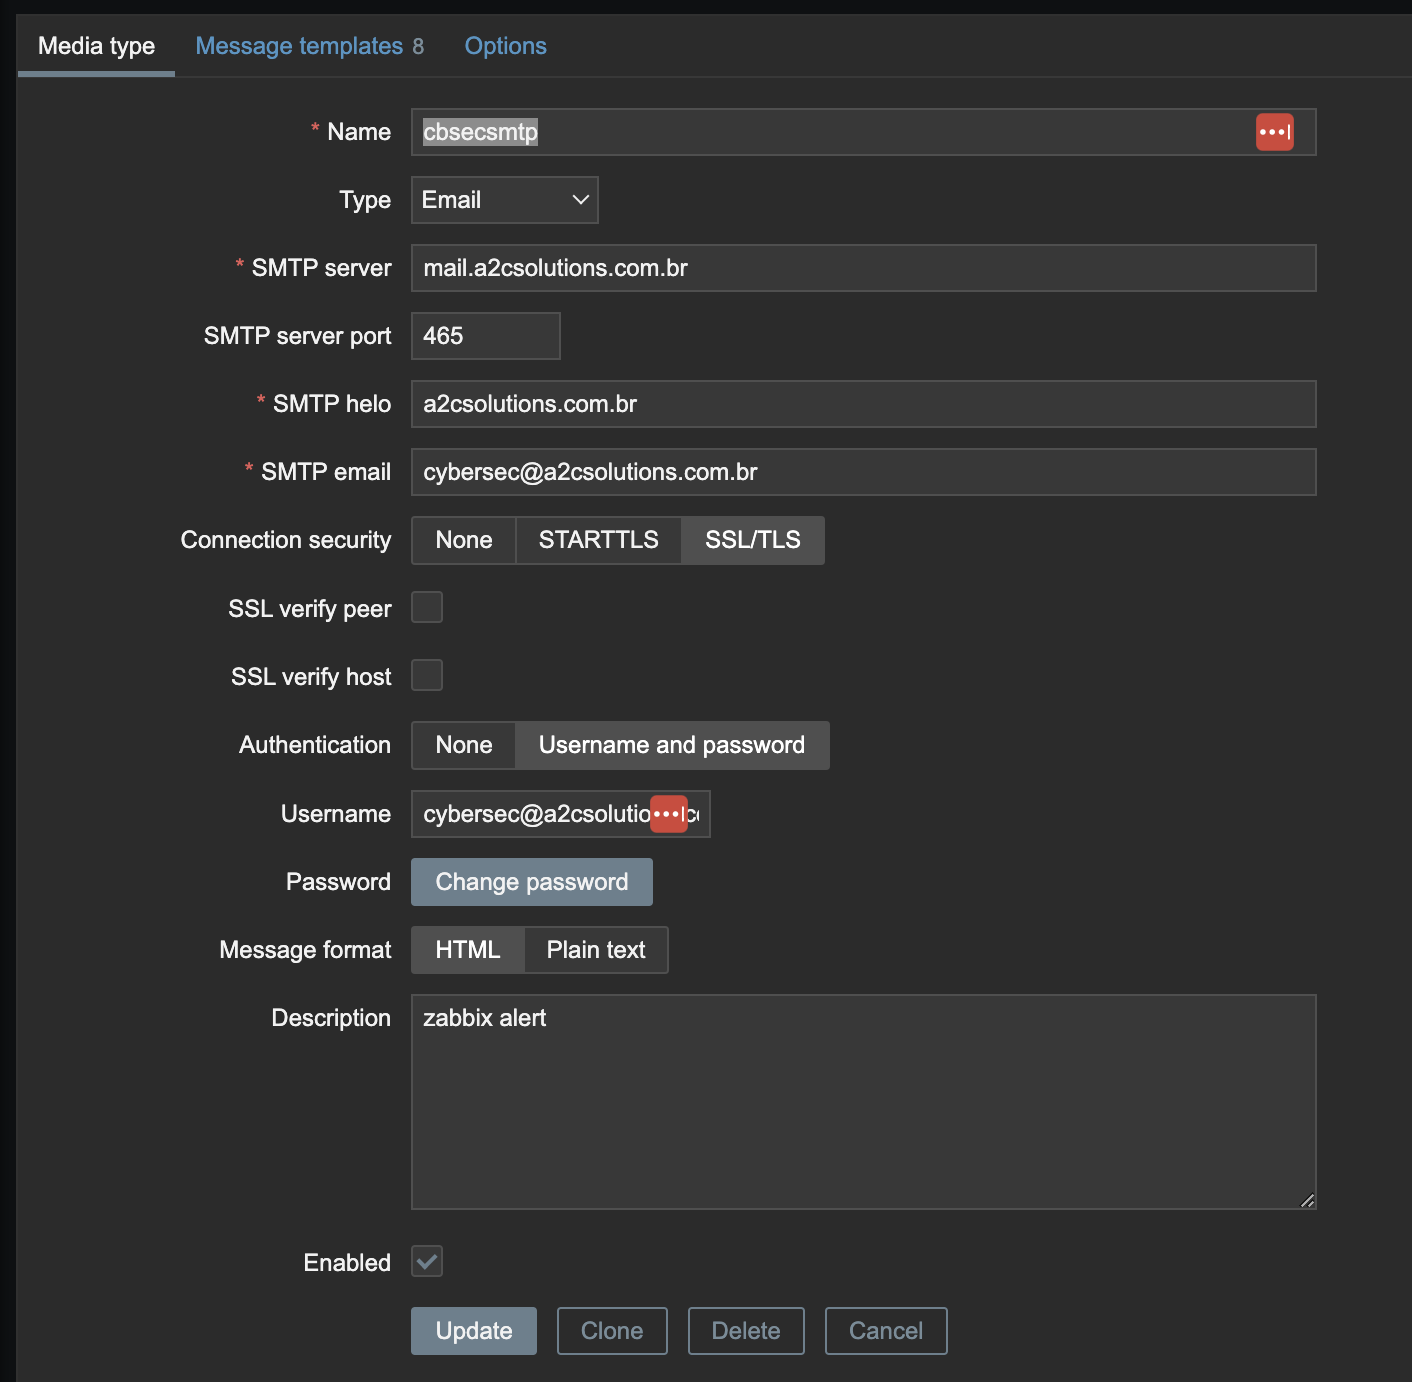 Media type Message templates 8 Options
* Name cbsecsmtp
Type Email
* SMTP server mail.a2csolutions.com.br
SMTP server port 465
* SMTP helo a2csolutions.com.br
* SMTP email cybersec@a2csolutions.com.br
Connection security None STARTTLS SSL/TLS
SSL verify peer
SSL verify host
Authentication None Username and password
Username cybersec@a2csolutio
Password Change password
Message format HTML Plain text
Description zabbix alert
Enabled
Update Clone Delete Cancel